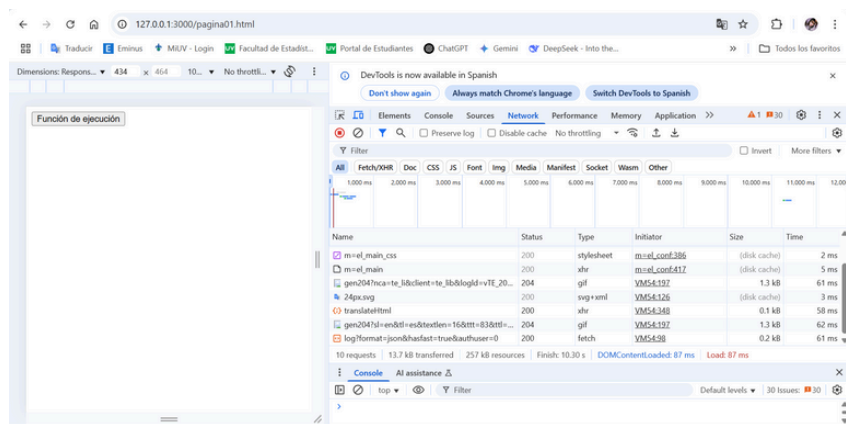 127.0.0.1:3000/pagina01.html
Traducir Eminus MiUV - Login Facultad de Estadíst... Portal de Estudiantes ChatGPT Gemini DeepSeek - Into the... » Todos los favoritos
Dimensions: Respons... 434 x 464 10... No throttli...
DevTools is now available in Spanish
Don't show again Always match Chrome's language Switch DevTools to Spanish
Función de ejecución
Elements Console Sources Network Performance Memory Application » 1 30
Preserve log Disable cache No throttling
Filter Invert More filters
All Fetch/XHR Doc CSS JS Font Img Media Manifest Socket Wasm Other
1.000 ms 2.000 ms 3.000 ms 4.000 ms 5.000 ms 6.000 ms 7.000 ms 8.000 ms 9.000 ms 10.000 ms 11.000 ms 12.00
Name Status Type Initiator Size Time
m=el_main_css 200 stylesheet m=el_conf:386 (disk cache) 2 ms
m=el_main 200 xhr m=el_conf:417 (disk cache) 5 ms
gen204?nca=te_li&client=te_lib&logld=vTE_20... 204 gif VM54:197 1.3 kB 61 ms
24px.svg 200 svg+xml VM54:126 (disk cache) 3 ms
translateHtml 200 xhr VM54:348 0.1 kB 58 ms
gen204?sl=en&tl=es&textlen=16&ttt=83&ttl=... 204 gif VM54:197 1.3 kB 62 ms
log?format=json&hasfast=true&authuser=0 200 fetch VM54:98 0.2 kB 61 ms
10 requests 13.7 kB transferred 257 kB resources Finish: 10.30 s DOMContentLoaded: 87 ms Load: 87 ms
Console AI assistance
top Filter Default levels 30 Issues: 30